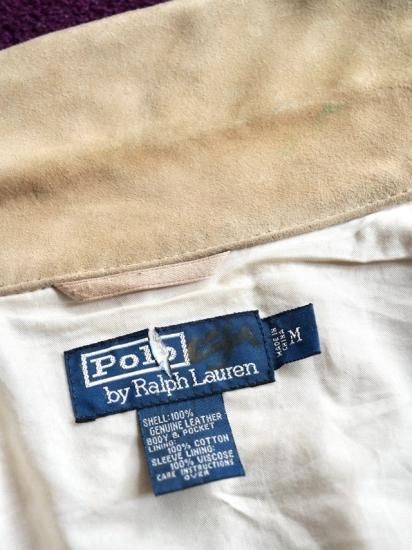 Polo
by Ralph Lauren
MADE IN
CHINA
M
SHELL: 100%
GENUINE LEATHER
BODY & POCKET
LINING:
100% COTTON
SLEEVE LINING:
100% VISCOSE
CARE INSTRUCTIONS
OVER